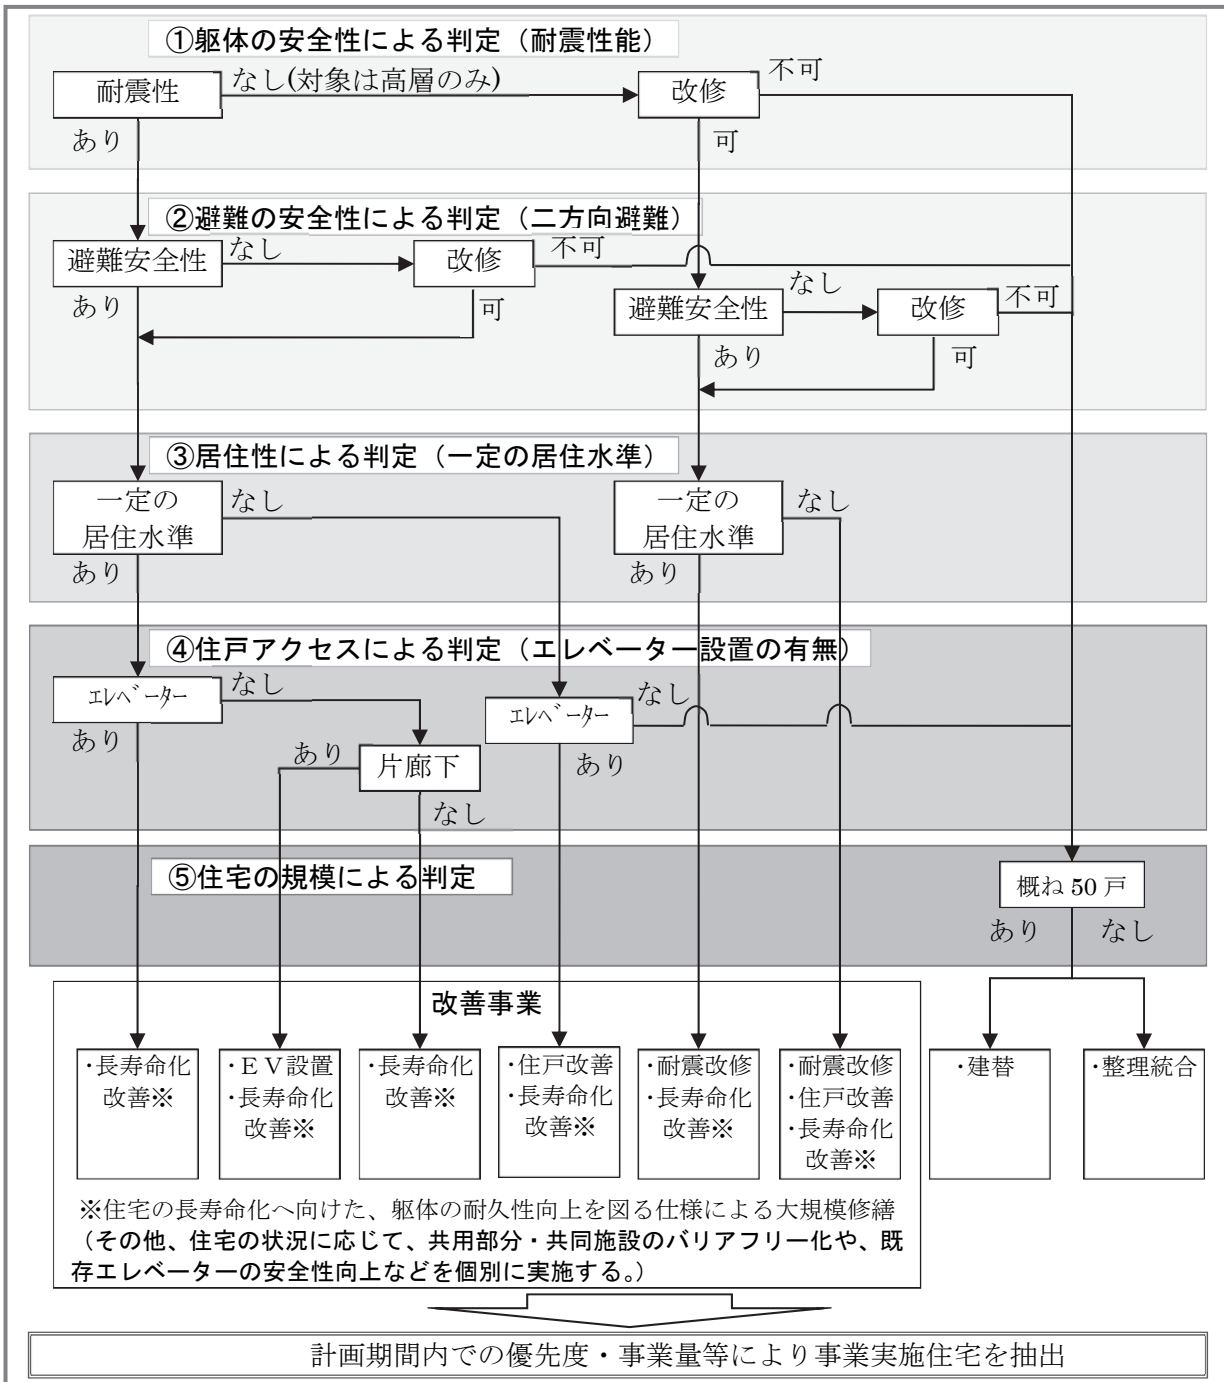 ①躯体の安全性による判定（耐震性能）
耐震性
なし(対象は高層のみ)
改修
不可
あり
可
②避難の安全性による判定（二方向避難）
避難安全性
なし
改修
不可
あり
可
避難安全性
なし
改修
不可
あり
可
③居住性による判定（一定の居住水準）
一定の
居住水準
なし
あり
一定の
居住水準
なし
あり
④住戸アクセスによる判定（エレベーター設置の有無）
ｴﾚﾍﾞｰﾀｰ
なし
あり
ｴﾚﾍﾞｰﾀｰ
なし
あり
あり
片廊下
なし
⑤住宅の規模による判定
概ね 50 戸
あり
なし
改善事業
・長寿命化
改善※
・ＥＶ設置
・長寿命化
改善※
・長寿命化
改善※
・住戸改善
・長寿命化
改善※
・耐震改修
・長寿命化
改善※
・耐震改修
・住戸改善
・長寿命化
改善※
・建替
・整理統合
※住宅の長寿命化へ向けた、躯体の耐久性向上を図る仕様による大規模修繕
（その他、住宅の状況に応じて、共用部分・共同施設のバリアフリー化や、既
存エレベーターの安全性向上などを個別に実施する。）
計画期間内での優先度・事業量等により事業実施住宅を抽出